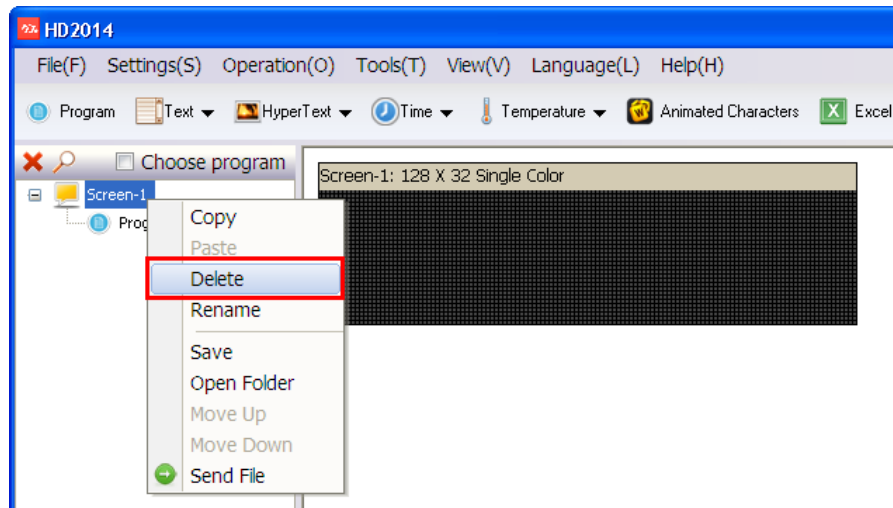 HD2014
File(F) Settings(S) Operation(O) Tools(T) View(V) Language(L) Help(H)
Program Text HyperText Time Temperature Animated Characters Excel
Choose program
Screen-1: 128 X 32 Single Color
Screen-1
Prog
Copy
Paste
Delete
Rename
Save
Open Folder
Move Up
Move Down
Send File